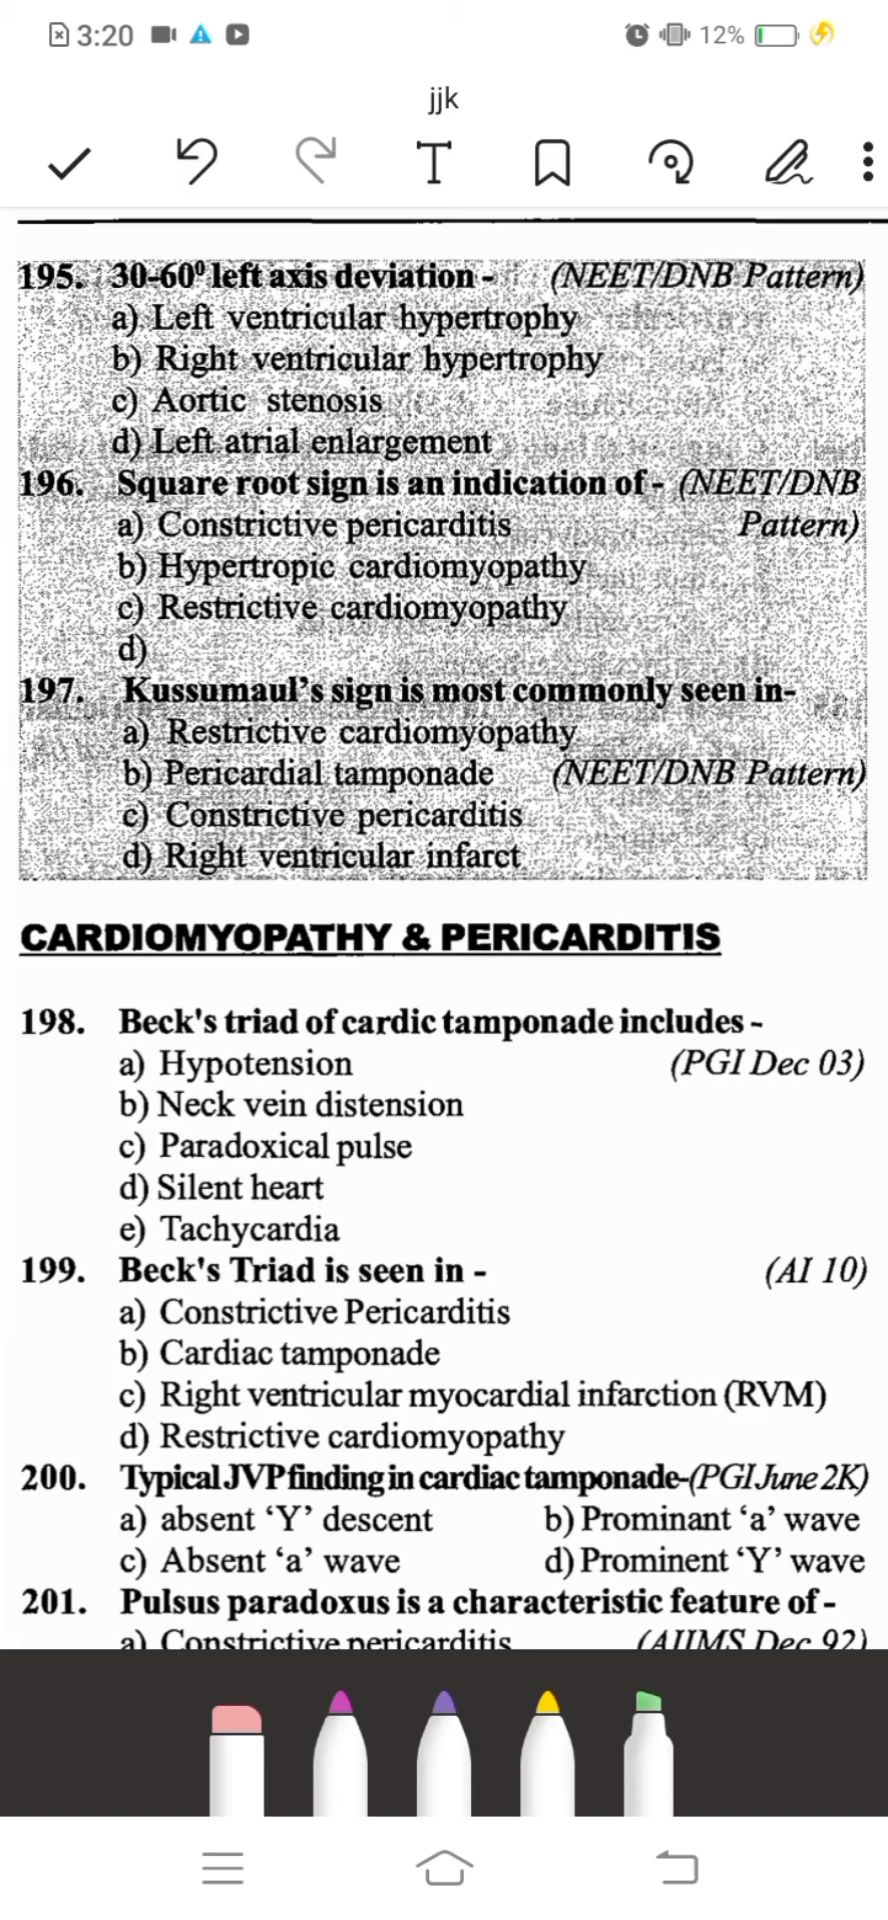 3:20
12%
jjk
195. 30-60⁰ left axis deviation - (NEET/DNB Pattern)
a) Left ventricular hypertrophy
b) Right ventricular hypertrophy
c) Aortic stenosis
d) Left atrial enlargement
196. Square root sign is an indication of - (NEET/DNB
a) Constrictive pericarditis Pattern)
b) Hypertropic cardiomyopathy
c) Restrictive cardiomyopathy
d)
197. Kussumaul's sign is most commonly seen in-
a) Restrictive cardiomyopathy
b) Pericardial tamponade (NEET/DNB Pattern)
c) Constrictive pericarditis
d) Right ventricular infarct
CARDIOMYOPATHY & PERICARDITIS
198. Beck's triad of cardic tamponade includes -
a) Hypotension (PGI Dec 03)
b) Neck vein distension
c) Paradoxical pulse
d) Silent heart
e) Tachycardia
199. Beck's Triad is seen in - (AI 10)
a) Constrictive Pericarditis
b) Cardiac tamponade
c) Right ventricular myocardial infarction (RVM)
d) Restrictive cardiomyopathy
200. Typical JVP finding in cardiac tamponade-(PGI June 2K)
a) absent 'Y' descent b) Prominant 'a' wave
c) Absent 'a' wave d) Prominent 'Y' wave
201. Pulsus paradoxus is a characteristic feature of -
a) Constrictive pericarditis (AIIMS Dec 92)